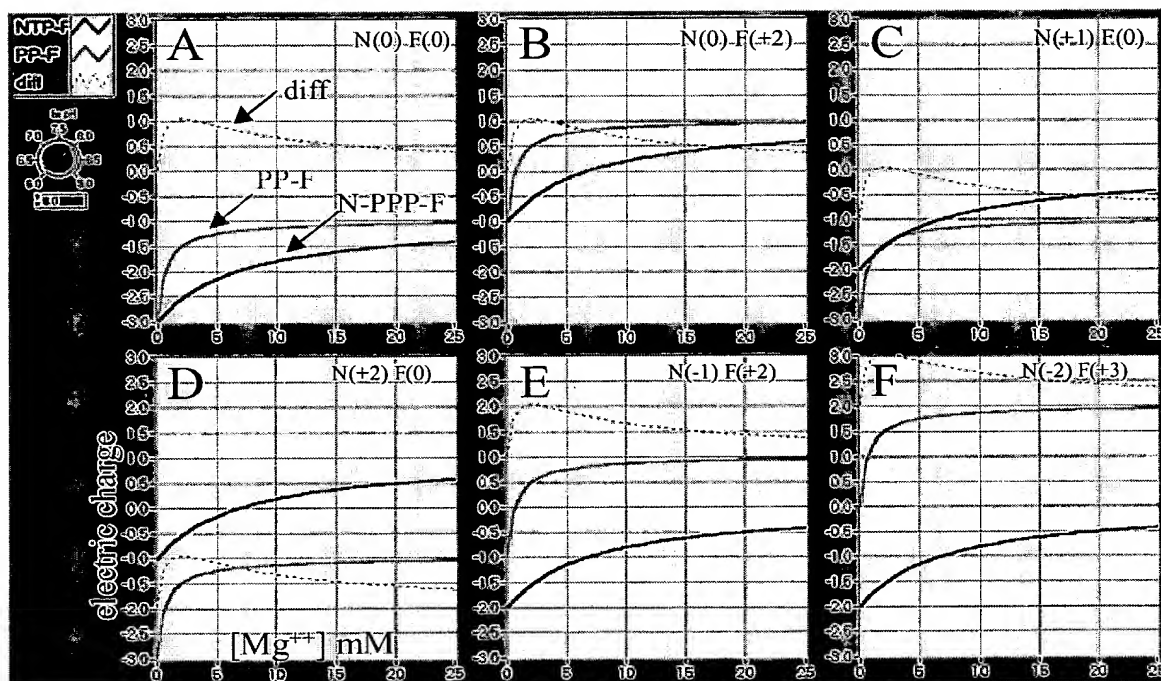 NTP-F
PP-F
diff
A
N(0) F(0)
diff
PP-F
N-PPP-F
B
N(0) F(+2)
C
N(+1) F(0)
D
N(+2) F(0)
E
N(-1) F(+2)
F
N(-2) F(+3)
electric charge
[Mg⁺⁺] mM
3.0
2.5
2.0
1.5
1.0
0.5
0.0
-0.5
-1.0
-1.5
-2.0
-2.5
-3.0
0 5 10 15 20 25